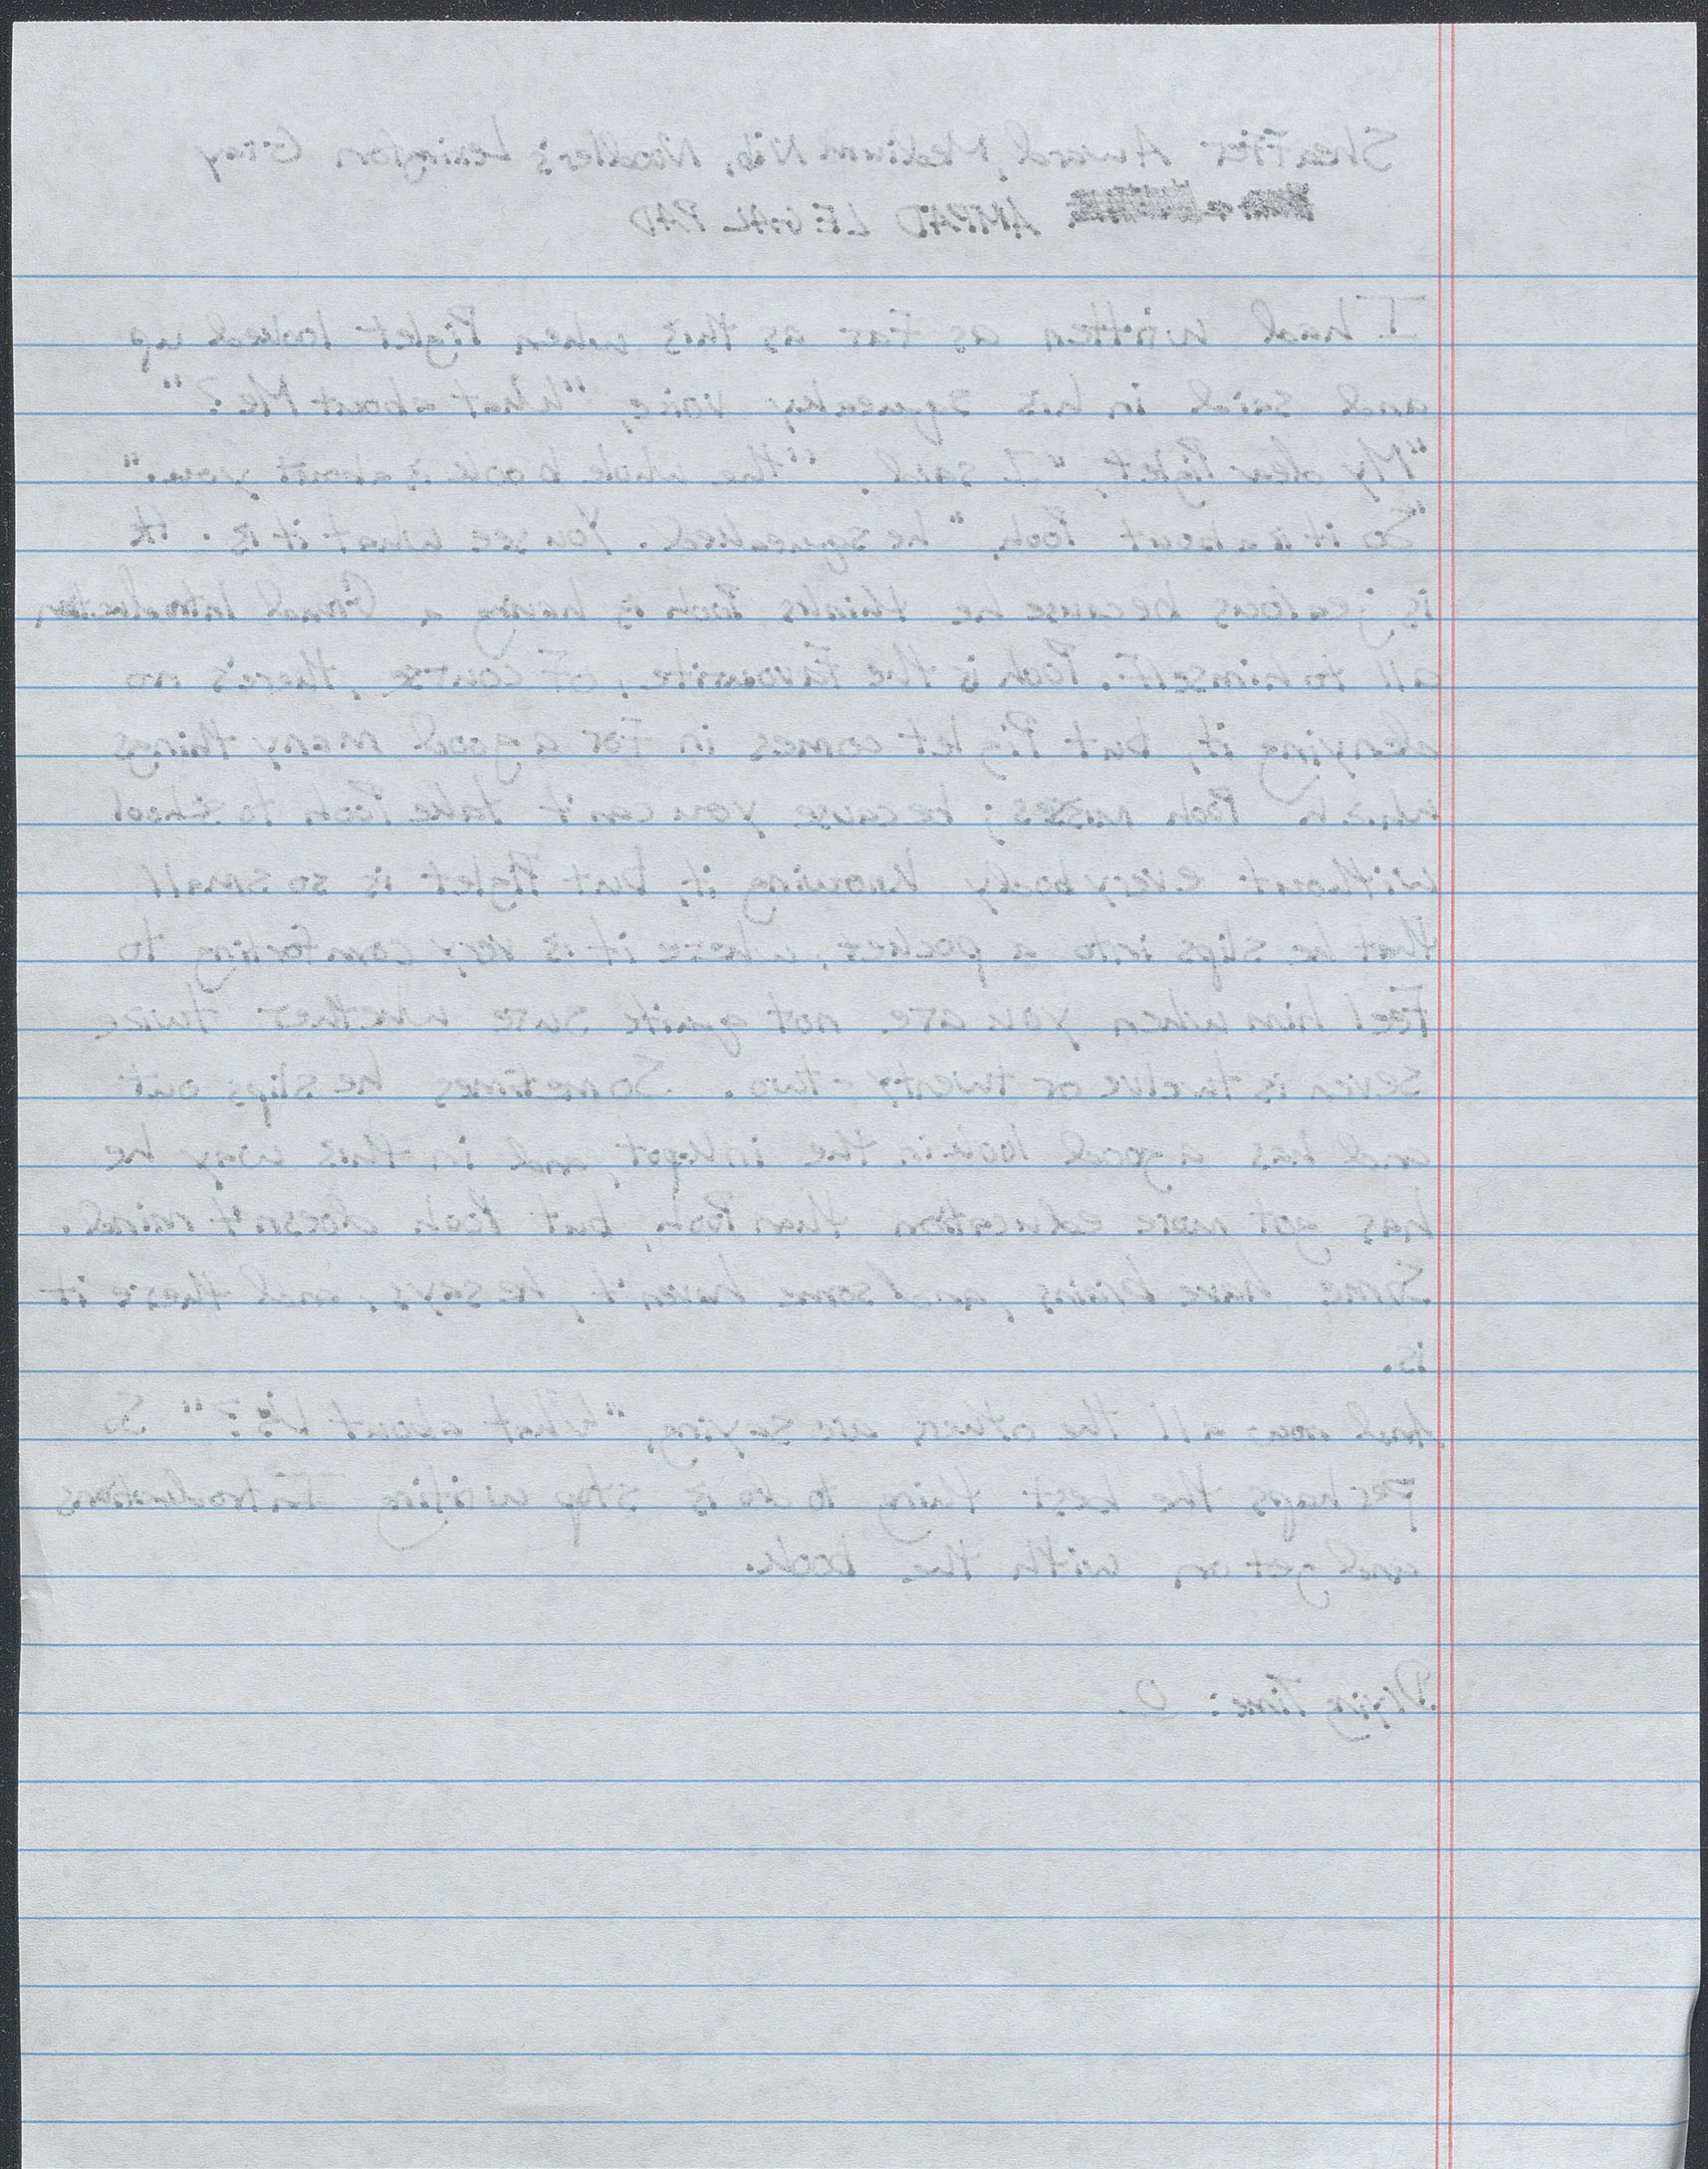 Sheaffer Award, Medium Nib, Noodler's Lexington Gray
AMPAD LEGAL PAD
I had written as far as this when Piglet looked up
and said in his squeaky voice, "What about Me?"
"My dear Piglet," I said, "the whole book is about you."
"So it is about Pooh," he squeaked. You see what it is. He
is jealous because he thinks Pooh is having a Grand Introduction
all to himself. Pooh is the favourite, of course, there's no
denying it, but Piglet comes in for a good many things
which Pooh misses; because you can't take Pooh to school
without everybody knowing it, but Piglet is so small
that he slips into a pocket, where it is very comforting to
feel him when you are not quite sure whether twice
seven is twelve or twenty-two. Sometimes he slips out
and has a good look in the ink-pot, and in this way he
has got more education than Pooh, but Pooh doesn't mind.
Some have brains, and some haven't, he says, and there it
is.
And now all the others are saying, "What about Us?" So
perhaps the best thing to do is stop writing Introductions
and get on with the book.
Drying Time: 0